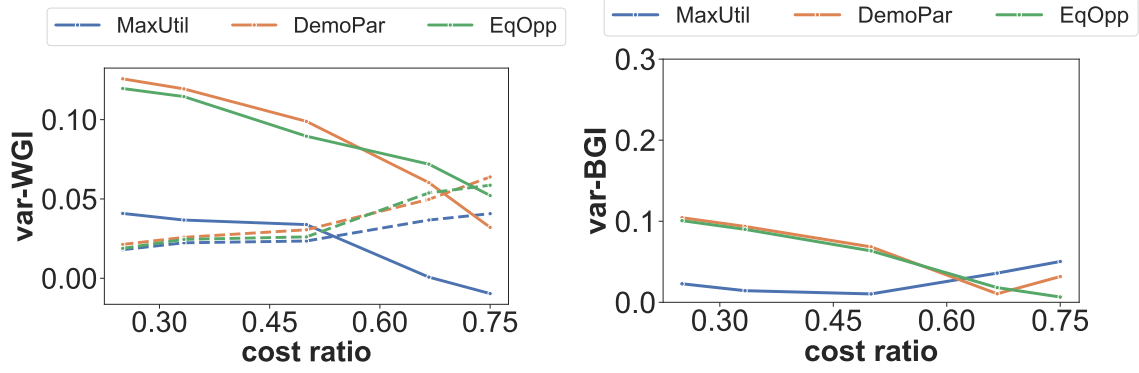 MaxUtil DemoPar EqOpp
var-WGI
0.10
0.05
0.00
0.30 0.45 0.60 0.75
cost ratio
MaxUtil DemoPar EqOpp
var-BGI
0.3
0.2
0.1
0.0
0.30 0.45 0.60 0.75
cost ratio